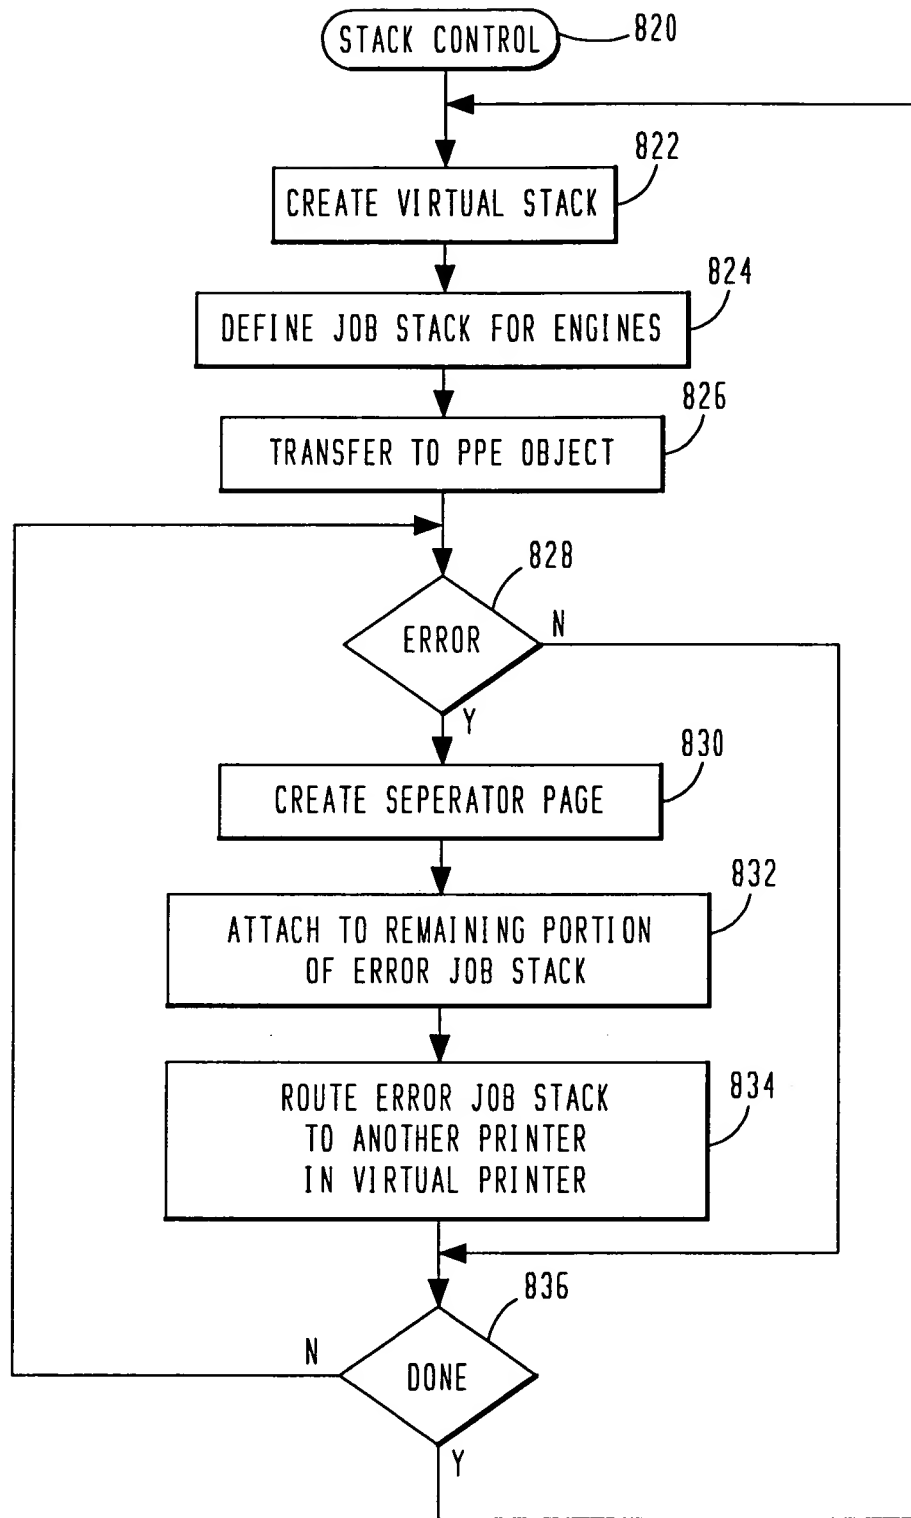 STACK CONTROL
820
822
CREATE VIRTUAL STACK
824
DEFINE JOB STACK FOR ENGINES
826
TRANSFER TO PPE OBJECT
828
ERROR
N
Y
830
CREATE SEPERATOR PAGE
832
ATTACH TO REMAINING PORTION
OF ERROR JOB STACK
834
ROUTE ERROR JOB STACK
TO ANOTHER PRINTER
IN VIRTUAL PRINTER
836
N
DONE
Y